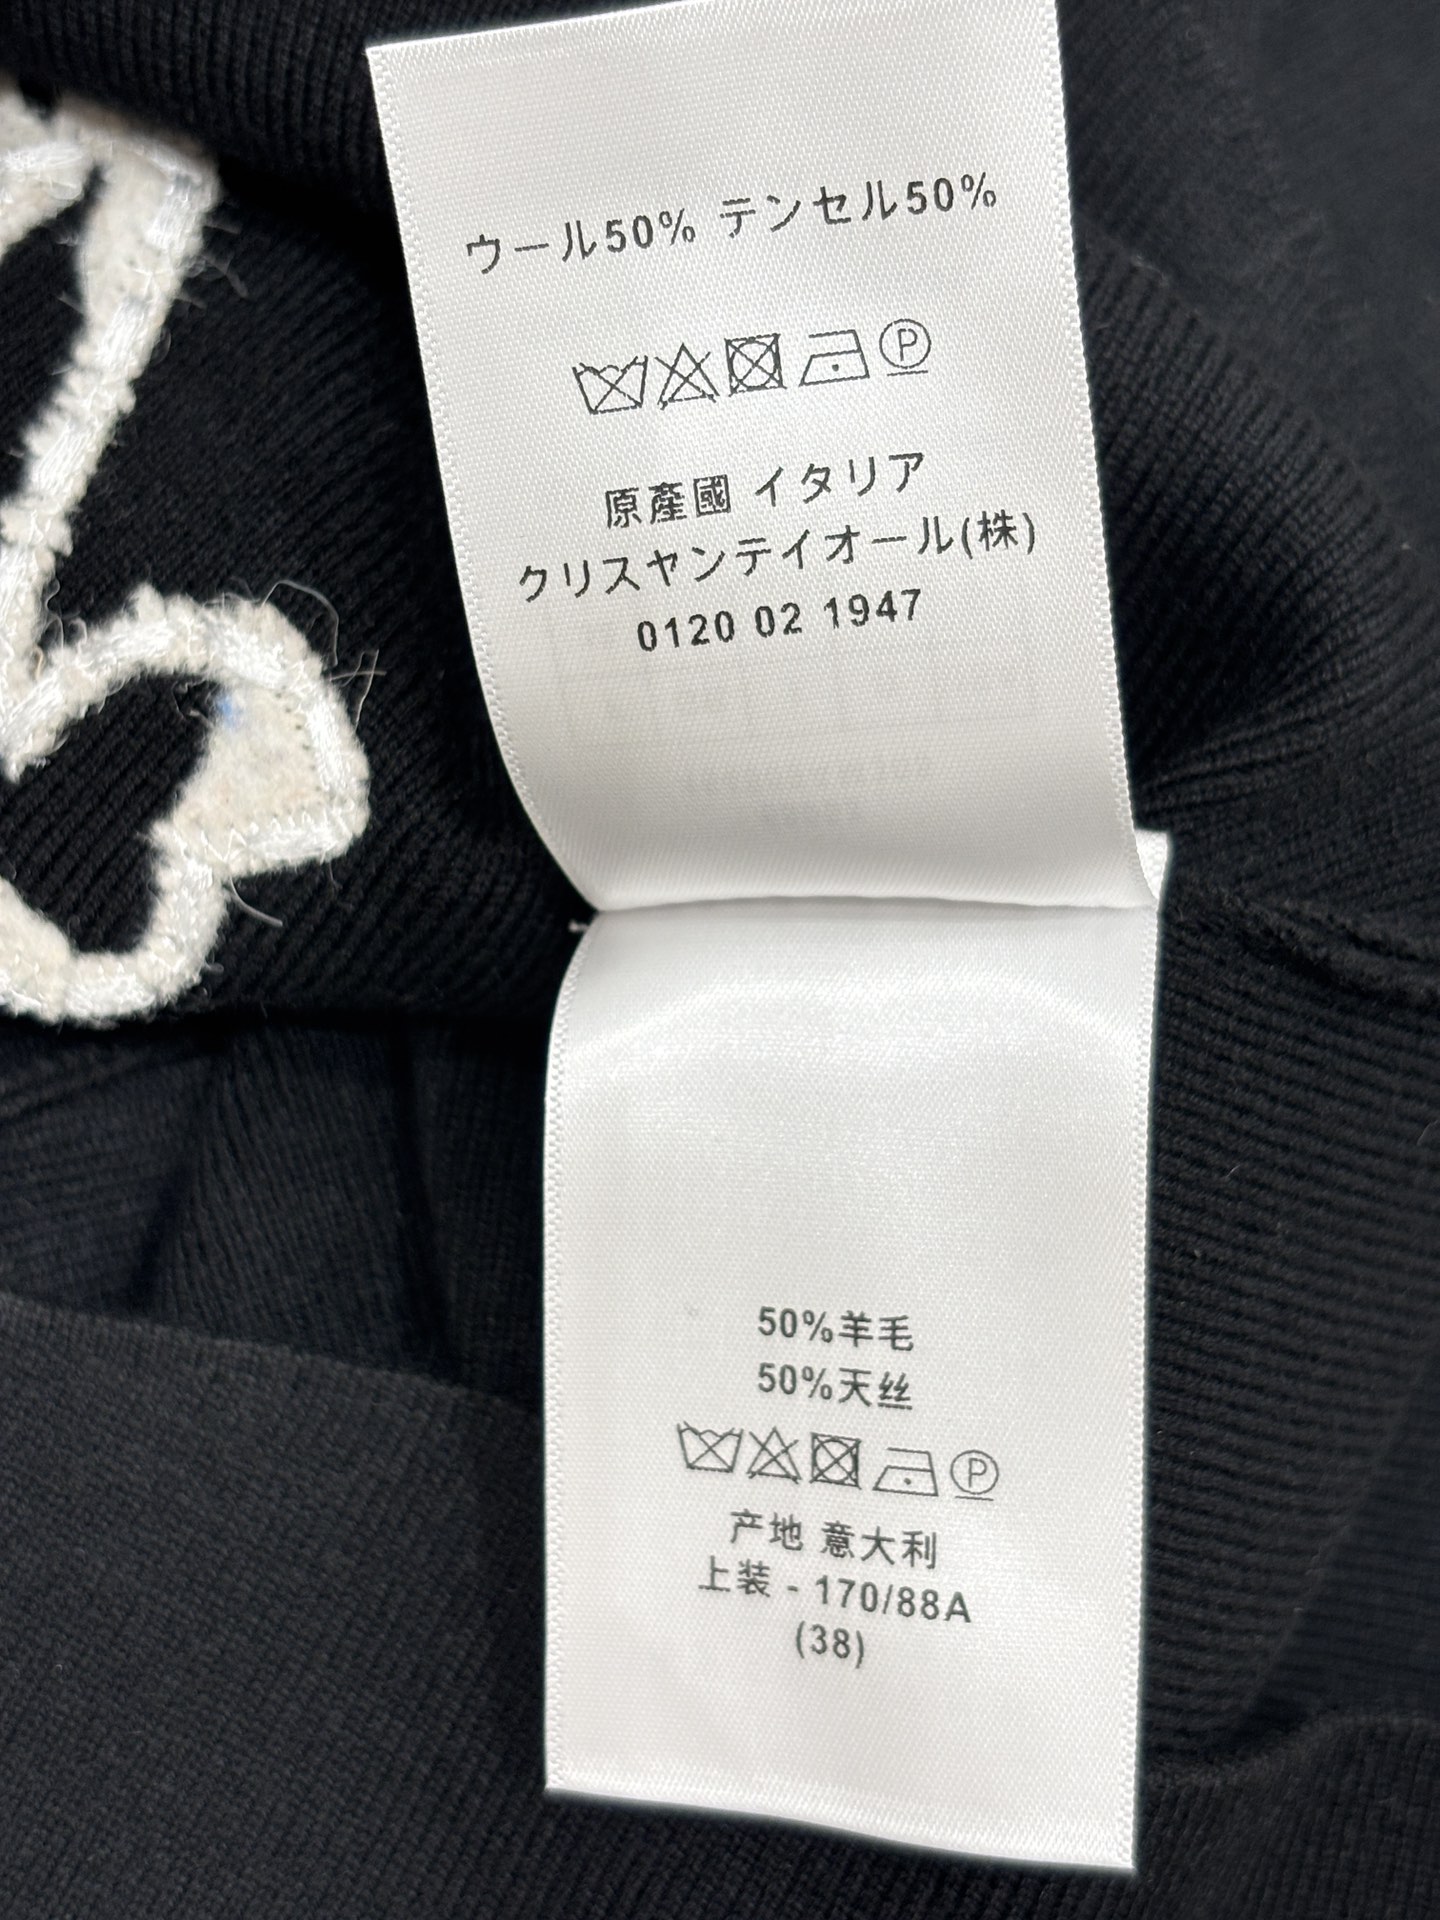 ウール50% テンセル50%
P
原產國 イタリア
クリスヤンテイオール(株)
0120 02 1947
50%羊毛
50%天丝
P
产地 意大利
上装 - 170/88A
(38)